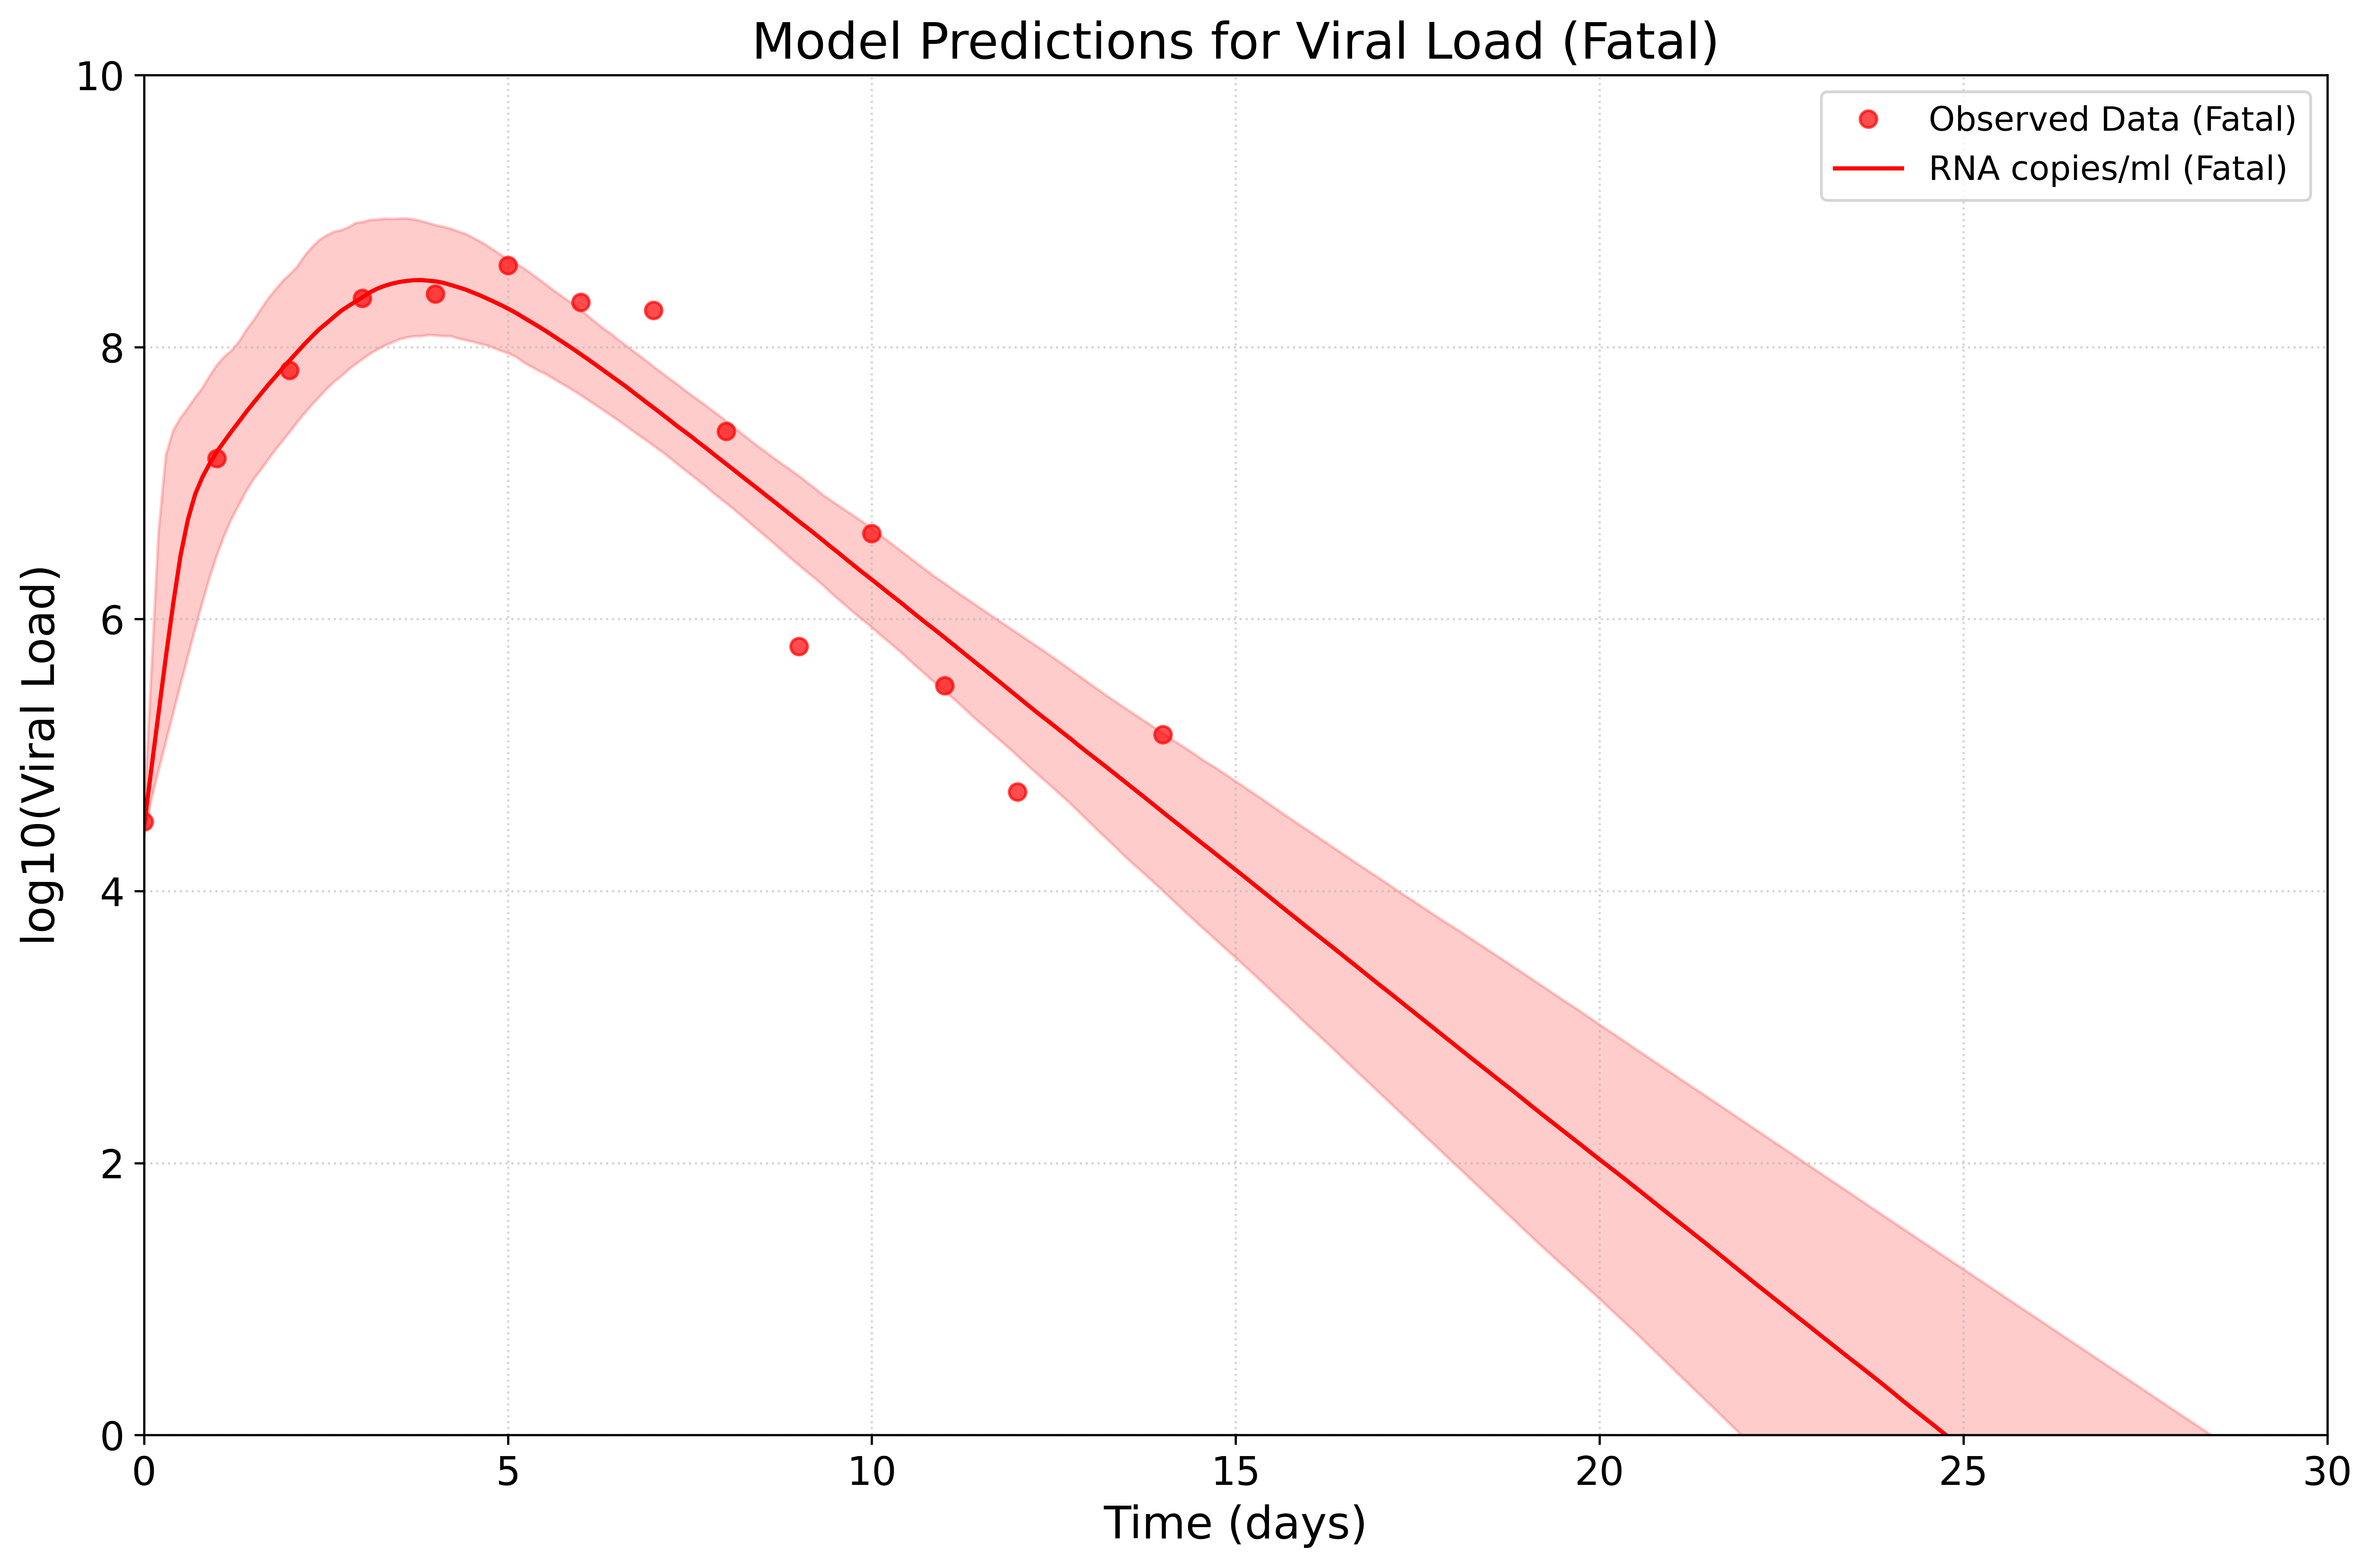 Model Predictions for Viral Load (Fatal)
Observed Data (Fatal)
RNA copies/ml (Fatal)
log10(Viral Load)
10
8
6
4
2
0
0 5 10 15 20 25 30
Time (days)